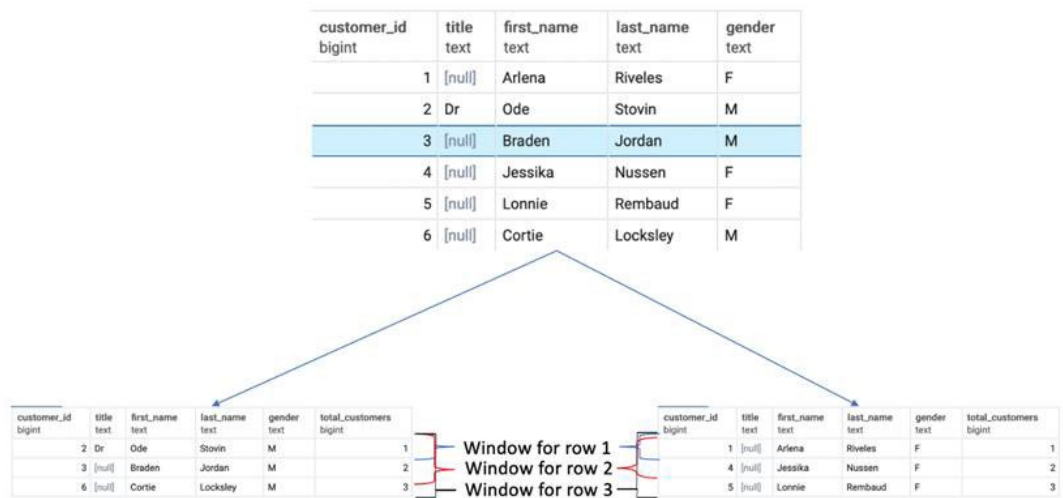 customer_id title first_name last_name gender
bigint text text text text
1 [null] Arlena Riveles F
2 Dr Ode Stovin M
3 [null] Braden Jordan M
4 [null] Jessika Nussen F
5 [null] Lonnie Rembaud F
6 [null] Cortie Locksley M
customer_id title first_name last_name gender total_customers
bigint text text text text bigint
2 Dr Ode Stovin M 1
3 [null] Braden Jordan M 2
6 [null] Cortie Locksley M 3
Window for row 1
Window for row 2
Window for row 3
customer_id title first_name last_name gender total_customers
bigint text text text text bigint
1 [null] Arlena Riveles F 1
4 [null] Jessika Nussen F 2
5 [null] Lonnie Rembaud F 3